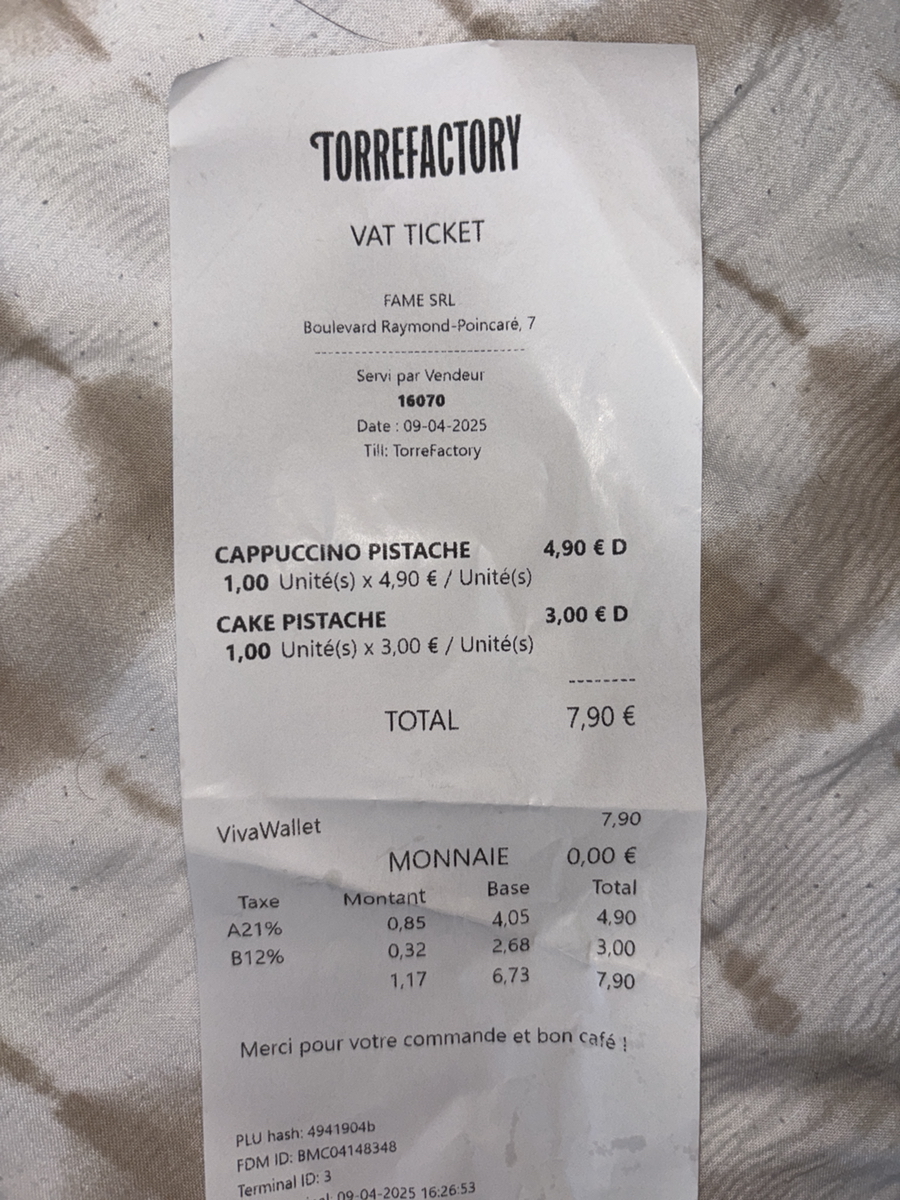 TORREFACTORY
VAT TICKET
FAME SRL
Boulevard Raymond-Poincaré, 7
-------------------------------
Servi par Vendeur
16070
Date : 09-04-2025
Till: TorreFactory
CAPPUCCINO PISTACHE 4,90 € D
1,00 Unité(s) x 4,90 € / Unité(s)
CAKE PISTACHE 3,00 € D
1,00 Unité(s) x 3,00 € / Unité(s)
--------
TOTAL 7,90 €
VivaWallet 7,90
MONNAIE 0,00 €
Taxe Montant Base Total
A21% 0,85 4,05 4,90
B12% 0,32 2,68 3,00
1,17 6,73 7,90
Merci pour votre commande et bon café !
PLU hash: 4941904b
FDM ID: BMC04148348
Terminal ID: 3
09-04-2025 16:26:53